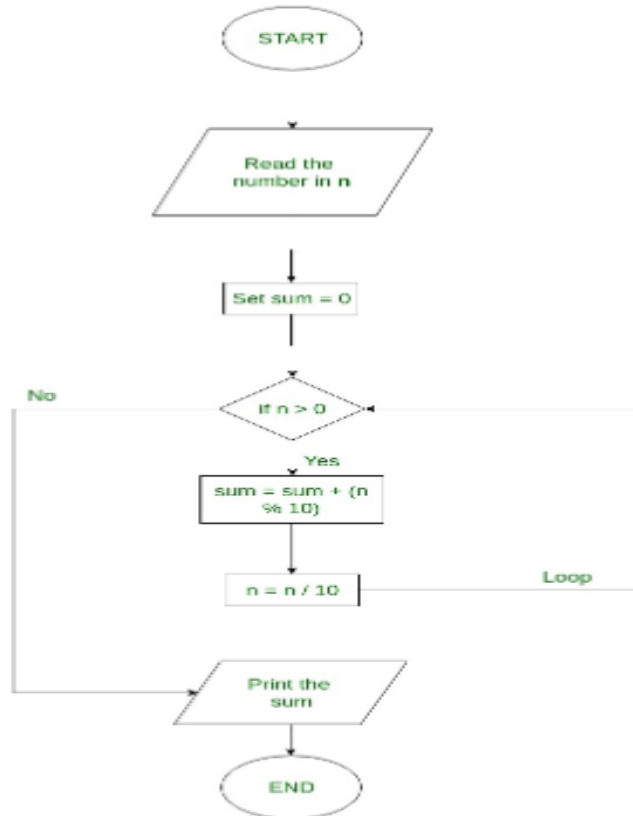 START
Read the
number in n
Set sum = 0
No
if n > 0
Yes
sum = sum + (n
% 10)
Loop
n = n / 10
Print the
sum
END